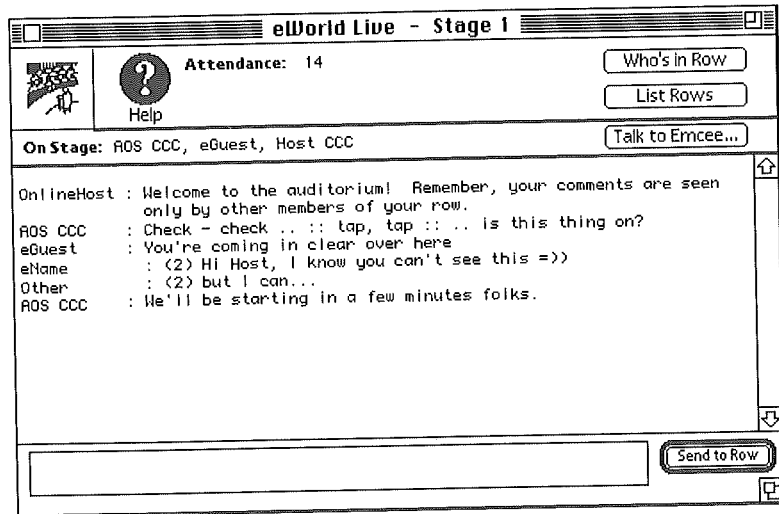 eWorld Live - Stage 1
Attendance: 14
Who's in Row
List Rows
Help
On Stage: AOS CCC, eGuest, Host CCC
Talk to Emcee...
OnlineHost : Welcome to the auditorium! Remember, your comments are seen
only by other members of your row.
AOS CCC : Check - check .. :: tap, tap :: .. is this thing on?
eGuest : You're coming in clear over here
eName : (2) Hi Host, I know you can't see this =))
Other : (2) but I can...
AOS CCC : We'll be starting in a few minutes folks.
Send to Row